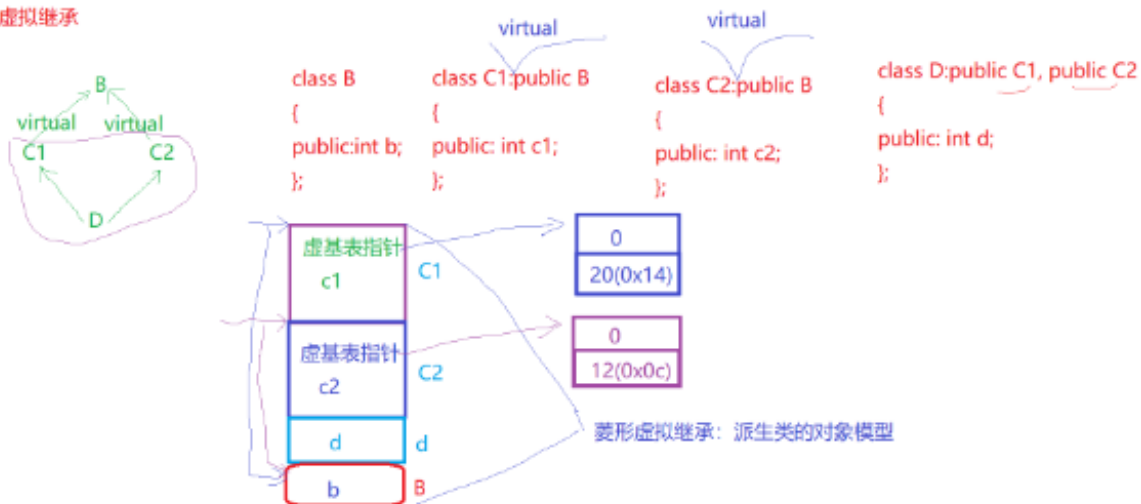 虚拟继承
virtual
virtual
B
virtual virtual
C1 C2
D
class B
{
public:int b;
};
class C1:public B
{
public: int c1;
};
class C2:public B
{
public: int c2;
};
class D:public C1, public C2
{
public: int d;
};
虚基表指针
c1
C1
0
20(0x14)
虚基表指针
c2
C2
0
12(0x0c)
d
d
b
B
菱形虚拟继承：派生类的对象模型